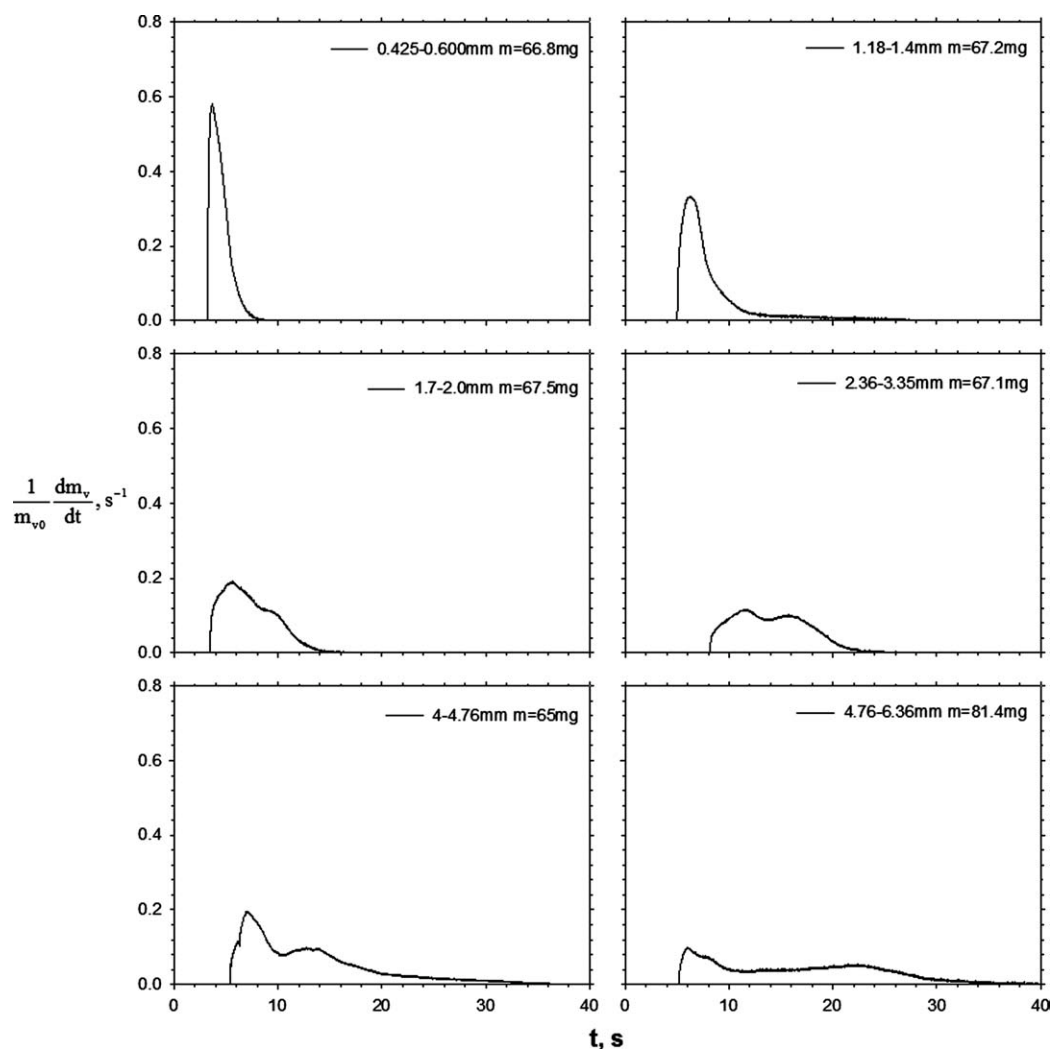 0.8
0.6
0.4
0.2
0.0
0.425-0.600mm m=66.8mg
1.18-1.4mm m=67.2mg
0.8
0.6
0.4
0.2
0.0
1.7-2.0mm m=67.5mg
2.36-3.35mm m=67.1mg
1/m_{v0} dm_v/dt, s⁻¹
0.8
0.6
0.4
0.2
0.0
4-4.76mm m=65mg
4.76-6.36mm m=81.4mg
0 10 20 30 40 0 10 20 30 40
t, s